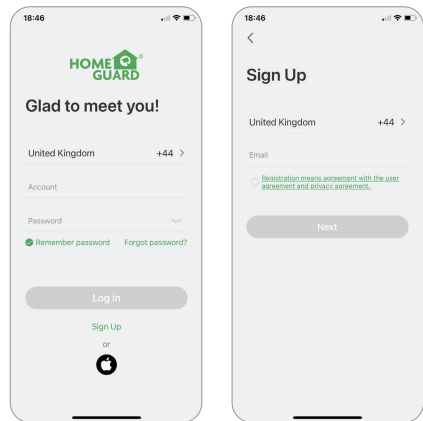 18:46
HOME
GUARD
®
Glad to meet you!
United Kingdom +44 >
Account
Password
Remember password Forgot password?
Log in
Sign Up
or
18:46
<
Sign Up
United Kingdom +44 >
Email
Registration means agreement with the user
agreement and privacy agreement.
Next